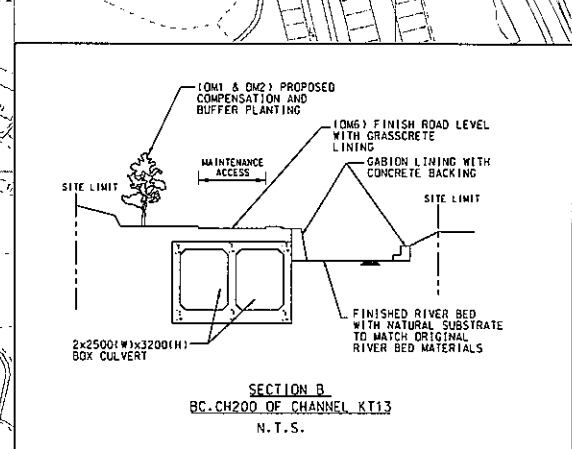 (OM1 & OM2) PROPOSED
COMPENSATION AND
BUFFER PLANTING
(OM6) FINISH ROAD LEVEL
WITH GRASSCRETE
LINING
MAINTENANCE
ACCESS
GABION LINING WITH
CONCRETE BACKING
SITE LIMIT
SITE LIMIT
2x2500(W)x3200(H)
BOX CULVERT
FINISHED RIVER BED
WITH NATURAL SUBSTRATE
TO MATCH ORIGINAL
RIVER BED MATERIALS
SECTION B
BC.CH200 OF CHANNEL KT13
N.T.S.